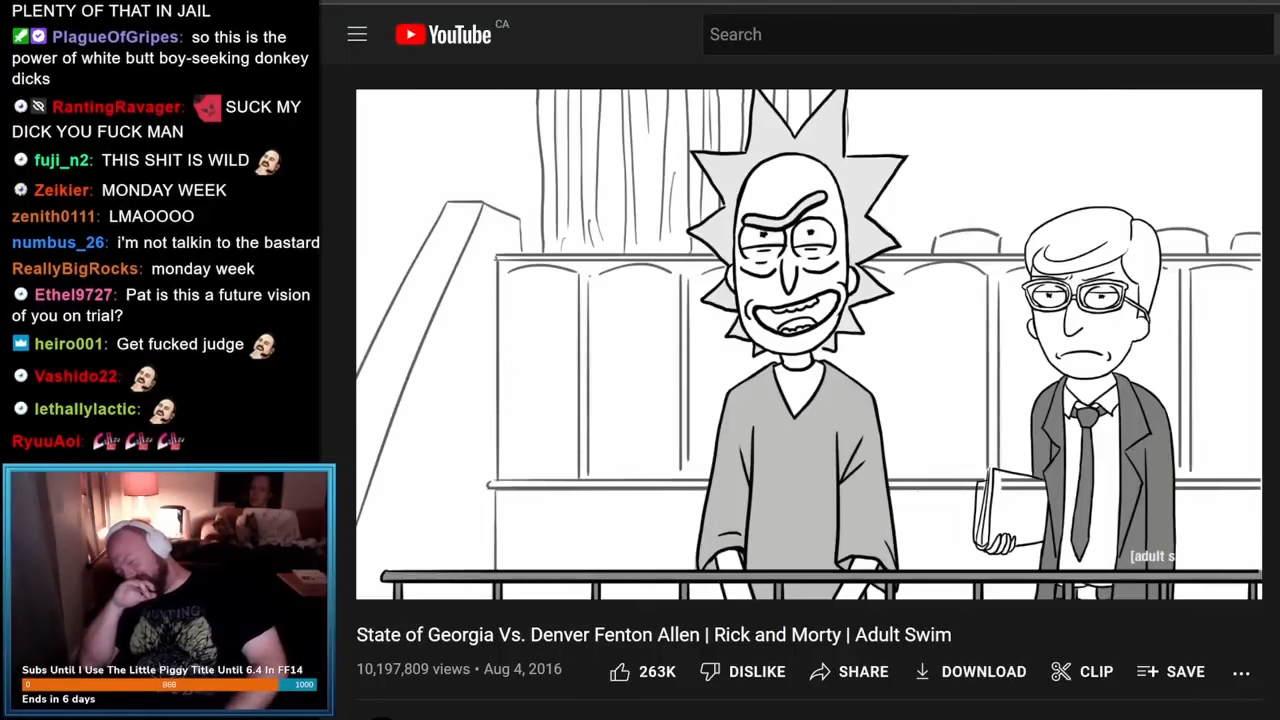 PLENTY OF THAT IN JAIL
PlagueOfGripes: so this is the
power of white butt boy-seeking donkey
dicks
RantingRavager: SUCK MY
DICK YOU FUCK MAN
fuji_n2: THIS SHIT IS WILD
Zeikier: MONDAY WEEK
zenith0111: LMAOOOO
numbus_26: i'm not talkin to the bastard
ReallyBigRocks: monday week
Ethel9727: Pat is this a future vision
of you on trial?
heiro001: Get fucked judge
Vashido22:
lethallylactic:
RyuuAoi:
Subs Until I Use The Little Piggy Title Until 6.4 In FF14
0 868 1000
Ends in 6 days
YouTube CA
Search
[adult s
State of Georgia Vs. Denver Fenton Allen | Rick and Morty | Adult Swim
10,197,809 views • Aug 4, 2016
263K DISLIKE SHARE DOWNLOAD CLIP SAVE ...